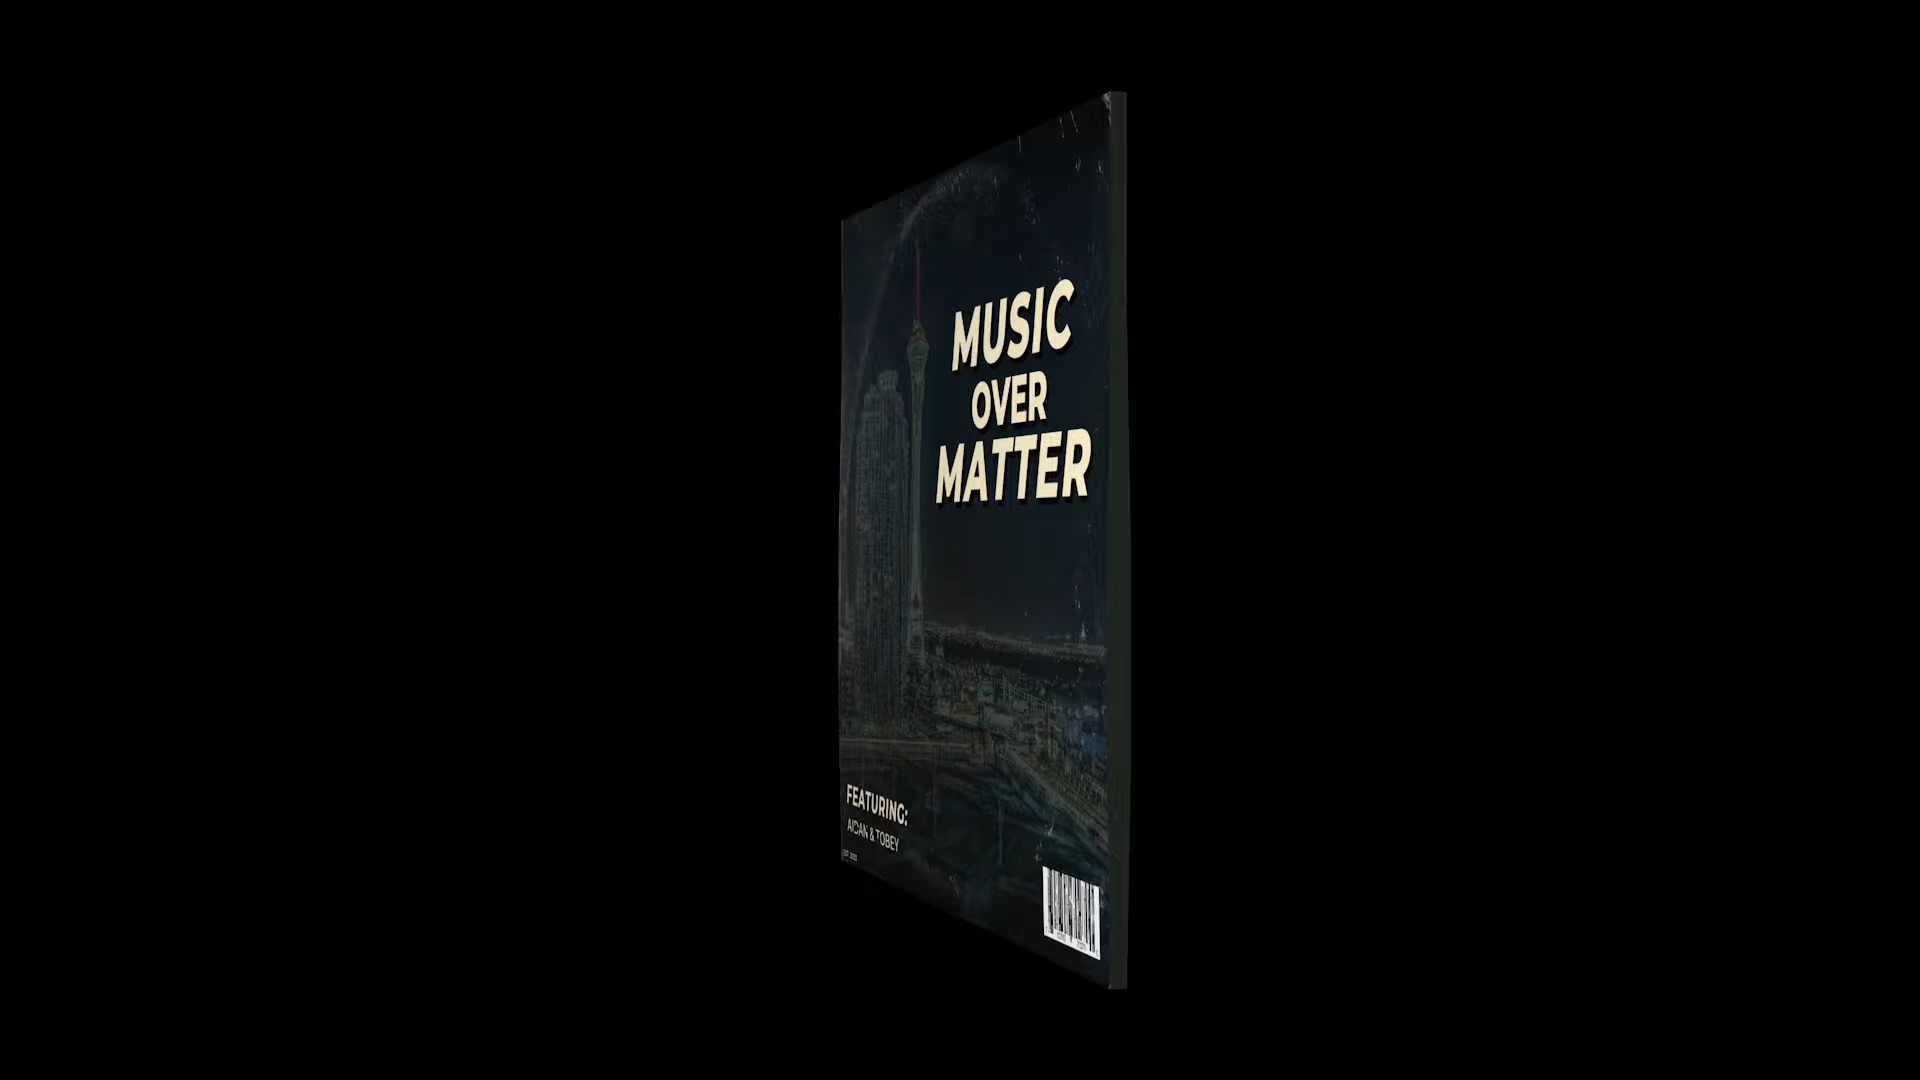 MUSIC
OVER
MATTER
FEATURING:
AIDAN & TOBEY